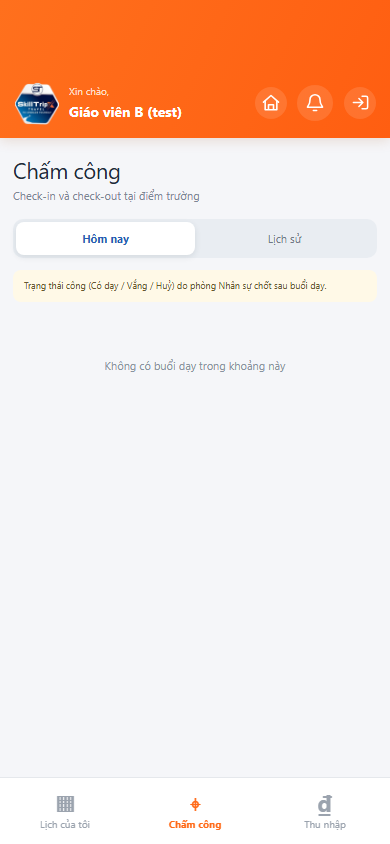 SkillTrip
Xin chào,
Giáo viên B (test)
Chấm công
Check-in và check-out tại điểm trường
Hôm nay
Lịch sử
Trạng thái công (Có dạy / Vắng / Huỷ) do phòng Nhân sự chốt sau buổi dạy.
Không có buổi dạy trong khoảng này
Lịch của tôi
Chấm công
đ
Thu nhập